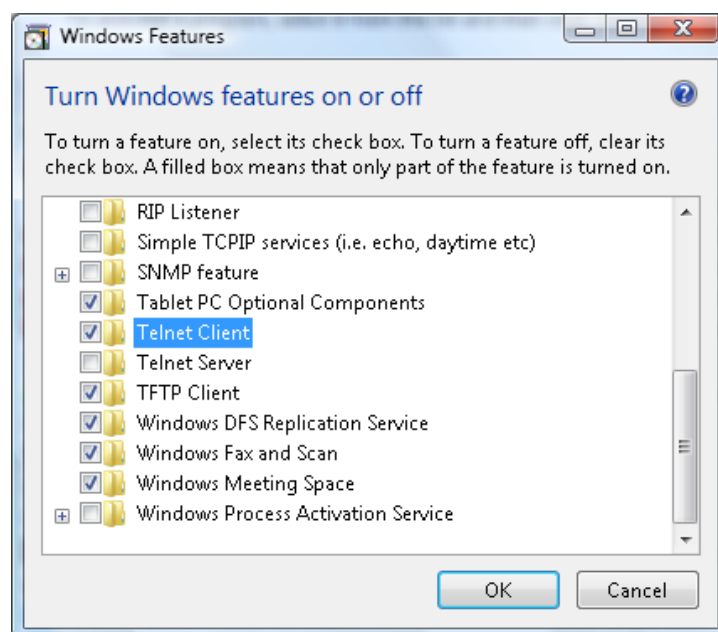 Windows Features
Turn Windows features on or off
To turn a feature on, select its check box. To turn a feature off, clear its
check box. A filled box means that only part of the feature is turned on.
RIP Listener
Simple TCPIP services (i.e. echo, daytime etc)
SNMP feature
Tablet PC Optional Components
Telnet Client
Telnet Server
TFTP Client
Windows DFS Replication Service
Windows Fax and Scan
Windows Meeting Space
Windows Process Activation Service
OK
Cancel